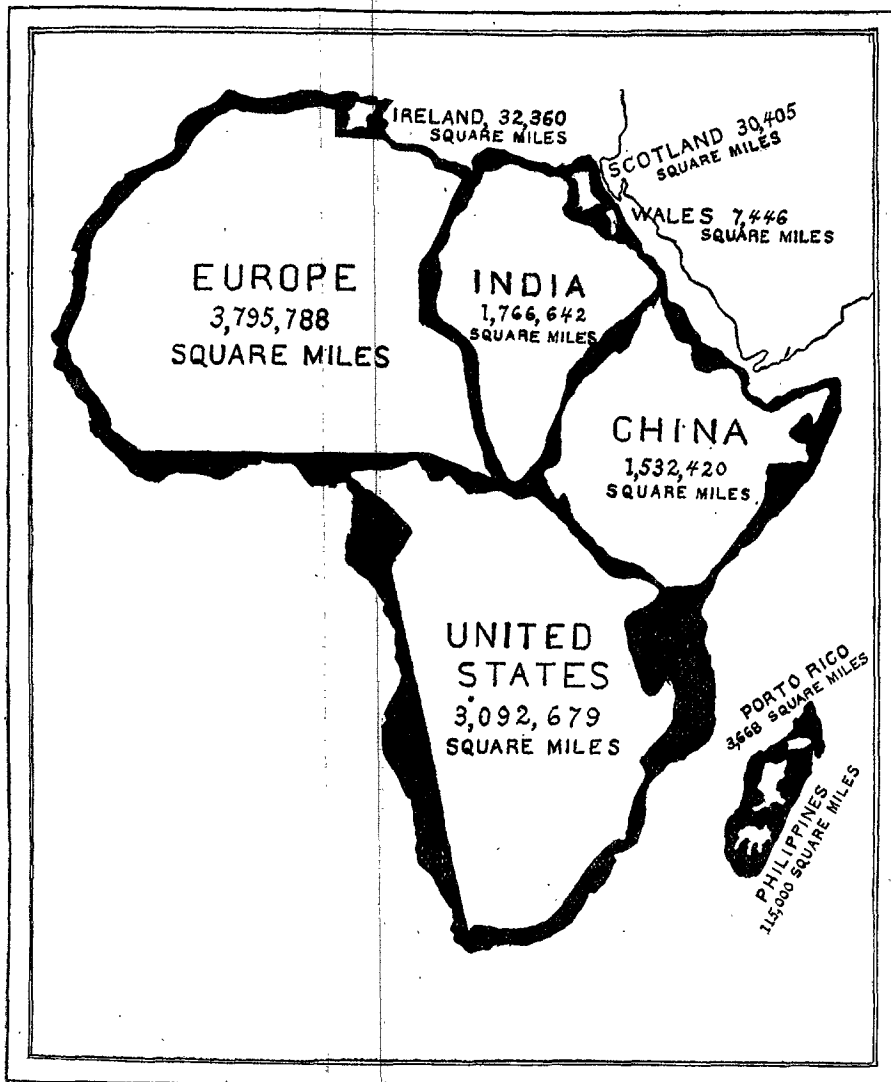 IRELAND, 32,360
SQUARE MILES
SCOTLAND 30,405
SQUARE MILES
WALES 7,446
SQUARE MILES
EUROPE
3,795,788
SQUARE MILES
INDIA
1,766,642
SQUARE MILES
CHINA
1,532,420
SQUARE MILES
UNITED
STATES
3,092,679
SQUARE MILES
PORTO RICO
3,668 SQUARE MILES
PHILIPPINES
115,000 SQUARE MILES